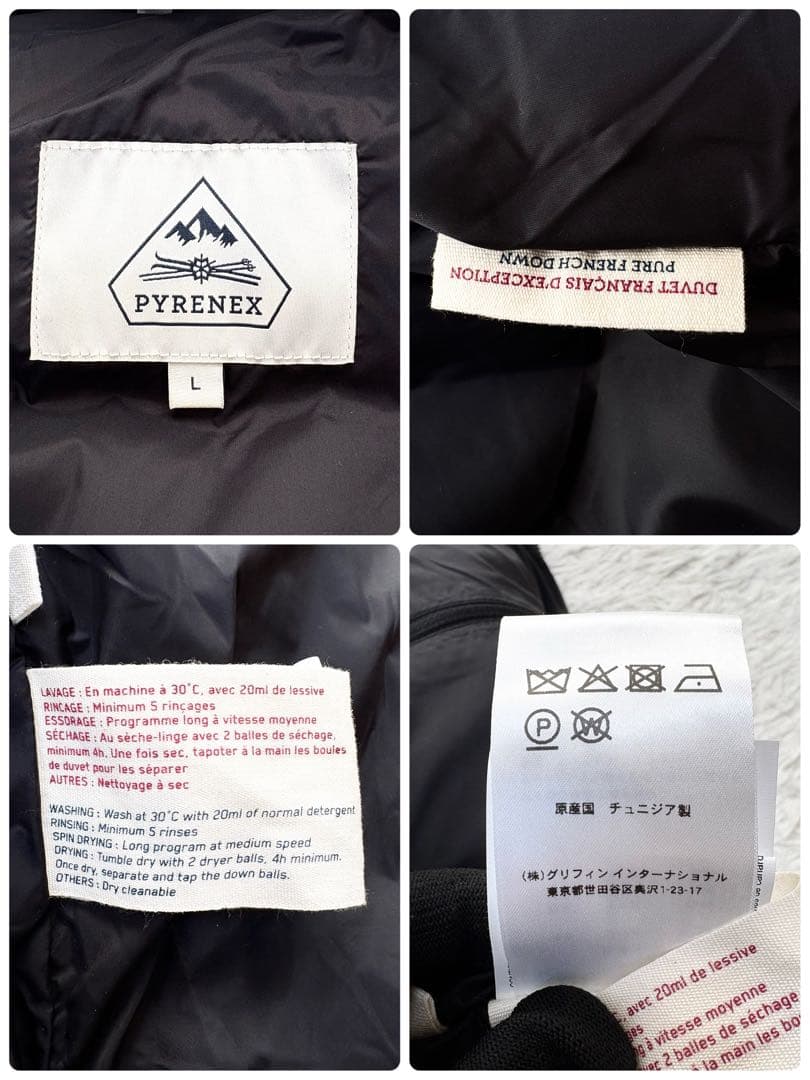 PYRENEX
L
DUVET FRANÇAIS D'EXCEPTION
PURE FRENCH DOWN
LAVAGE : En machine à 30°C, avec 20ml de lessive
RINCAGE : Minimum 5 rinçages
ESSORAGE : Programme long à vitesse moyenne
SÉCHAGE : Au sèche-linge avec 2 balles de séchage,
minimum 4h. Une fois sec, tapoter à la main les boules
de duvet pour les séparer
AUTRES : Nettoyage à sec
WASHING : Wash at 30°C with 20ml of normal detergent
RINSING : Minimum 5 rinses
SPIN DRYING : Long program at medium speed
DRYING : Tumble dry with 2 dryer balls, 4h minimum.
Once dry, separate and tap the down balls.
OTHERS : Dry cleanable
P
W
原産国 チュニジア製
(株)グリフィン インターナショナル
東京都世田谷区奥沢1-23-17
avec 20ml de lessive
à vitesse moyenne
2 balles de séchage,
à la main les